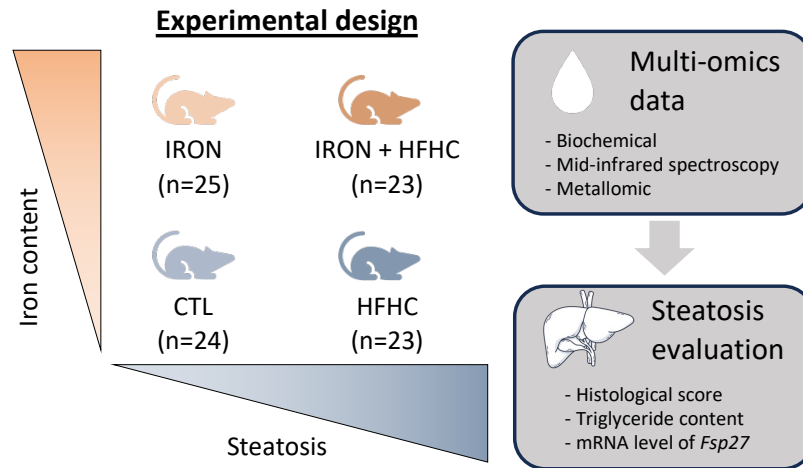 Experimental design
Iron content
IRON
(n=25)
IRON + HFHC
(n=23)
CTL
(n=24)
HFHC
(n=23)
Steatosis
Multi-omics
data
- Biochemical
- Mid-infrared spectroscopy
- Metallomic
Steatosis
evaluation
- Histological score
- Triglyceride content
- mRNA level of Fsp27